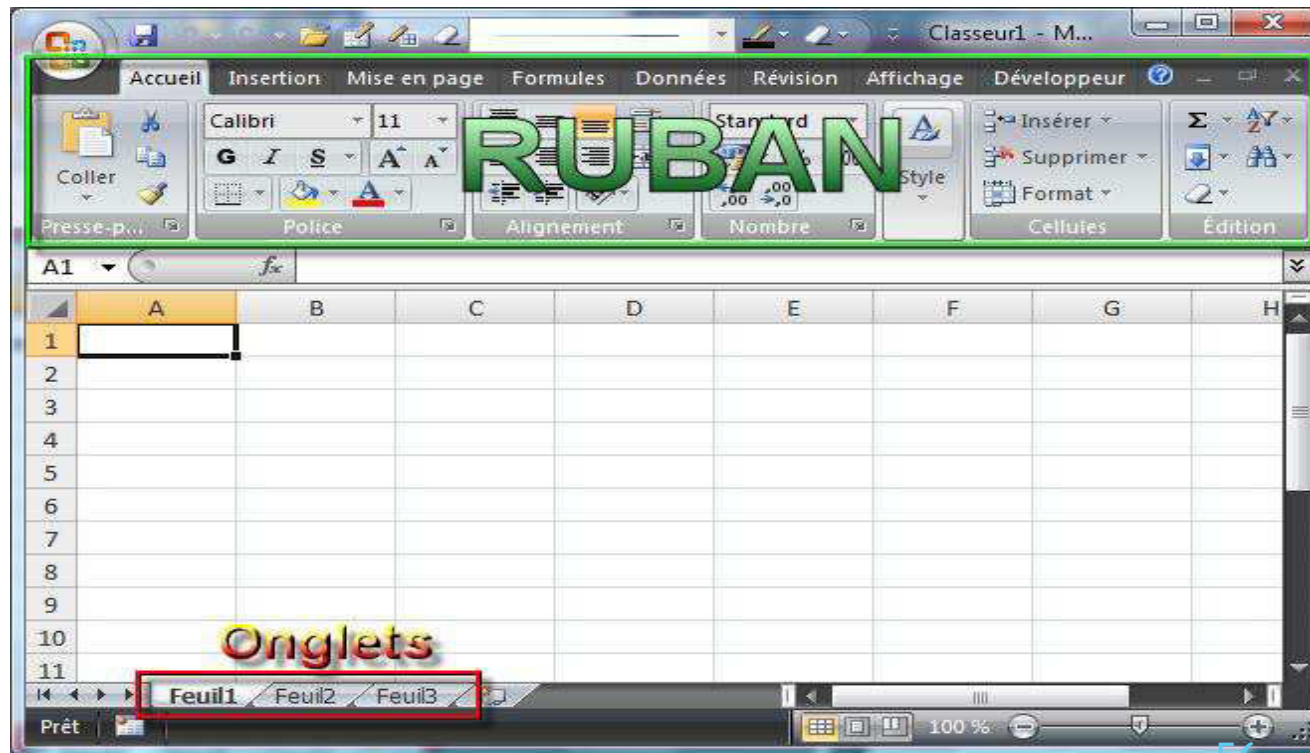 Classeur1 - M...
Accueil Insertion Mise en page Formules Données Révision Affichage Développeur
Calibri 11 Standard Insérer Σ
Coller G I S A A % 000 Style Supprimer
A ,00 Format
Presse-p... Police Alignement Nombre Cellules Édition
RUBAN
A1 fx
A B C D E F G H
1
2
3
4
5
6
7
8
9
10
11
Onglets
Feuil1 Feuil2 Feuil3
Prêt 100 %